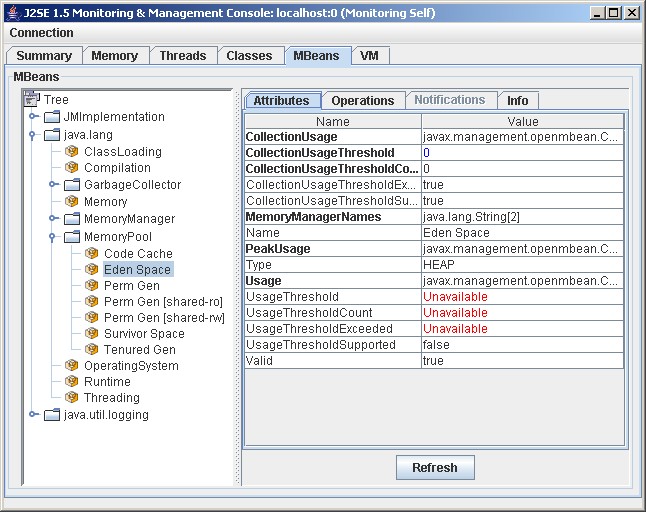 J2SE 1.5 Monitoring & Management Console: localhost:0 (Monitoring Self)
Connection
Summary Memory Threads Classes MBeans VM
MBeans
Tree
JMImplementation
java.lang
ClassLoading
Compilation
GarbageCollector
Memory
MemoryManager
MemoryPool
Code Cache
Eden Space
Perm Gen
Perm Gen [shared-ro]
Perm Gen [shared-rw]
Survivor Space
Tenured Gen
OperatingSystem
Runtime
Threading
java.util.logging
Attributes Operations Notifications Info
Name Value
CollectionUsage javax.management.openmbean.C...
CollectionUsageThreshold 0
CollectionUsageThresholdCo... 0
CollectionUsageThresholdEx... true
CollectionUsageThresholdSu... true
MemoryManagerNames java.lang.String[2]
Name Eden Space
PeakUsage javax.management.openmbean.C...
Type HEAP
Usage javax.management.openmbean.C...
UsageThreshold Unavailable
UsageThresholdCount Unavailable
UsageThresholdExceeded Unavailable
UsageThresholdSupported false
Valid true
Refresh